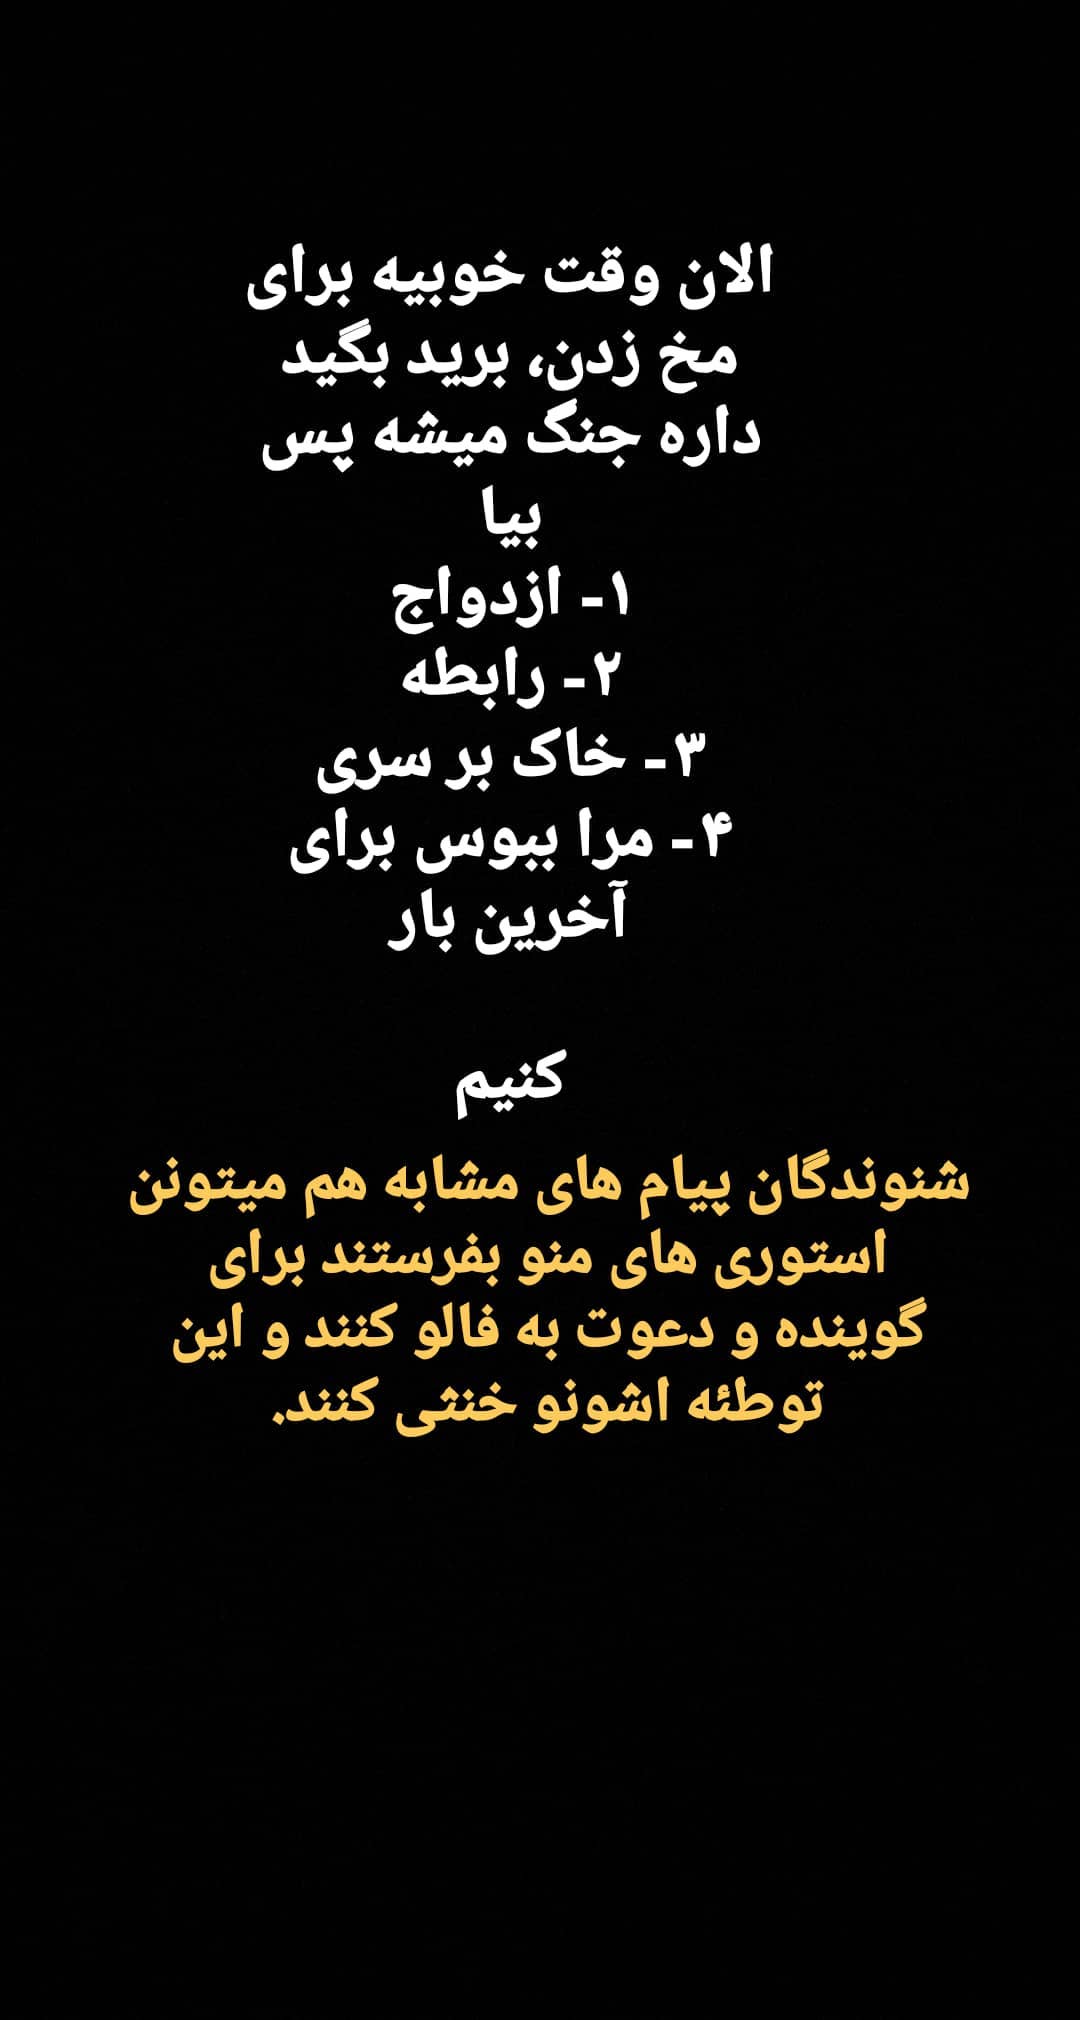 الان وقت خوبیه برای
مخ زدن، برید بگید
داره جنگ میشه پس
بیا
۱- ازدواج
۲- رابطه
۳- خاک بر سری
۴- مرا ببوس برای
آخرین بار
کنیم
شنوندگان پیام های مشابه هم میتونن
استوری های منو بفرستند برای
گوینده و دعوت به فالو کنند و این
توطئه اشونو خنثی کنند.